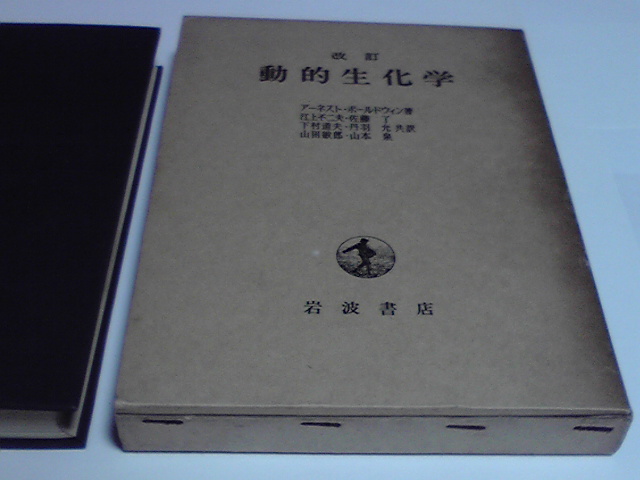 改訂
動的生化学
アーネスト・ボールドウィン著
江上不二夫・佐藤 了
下村道夫・丹羽 允 共訳
山田敏郎・山本 泉
岩波書店